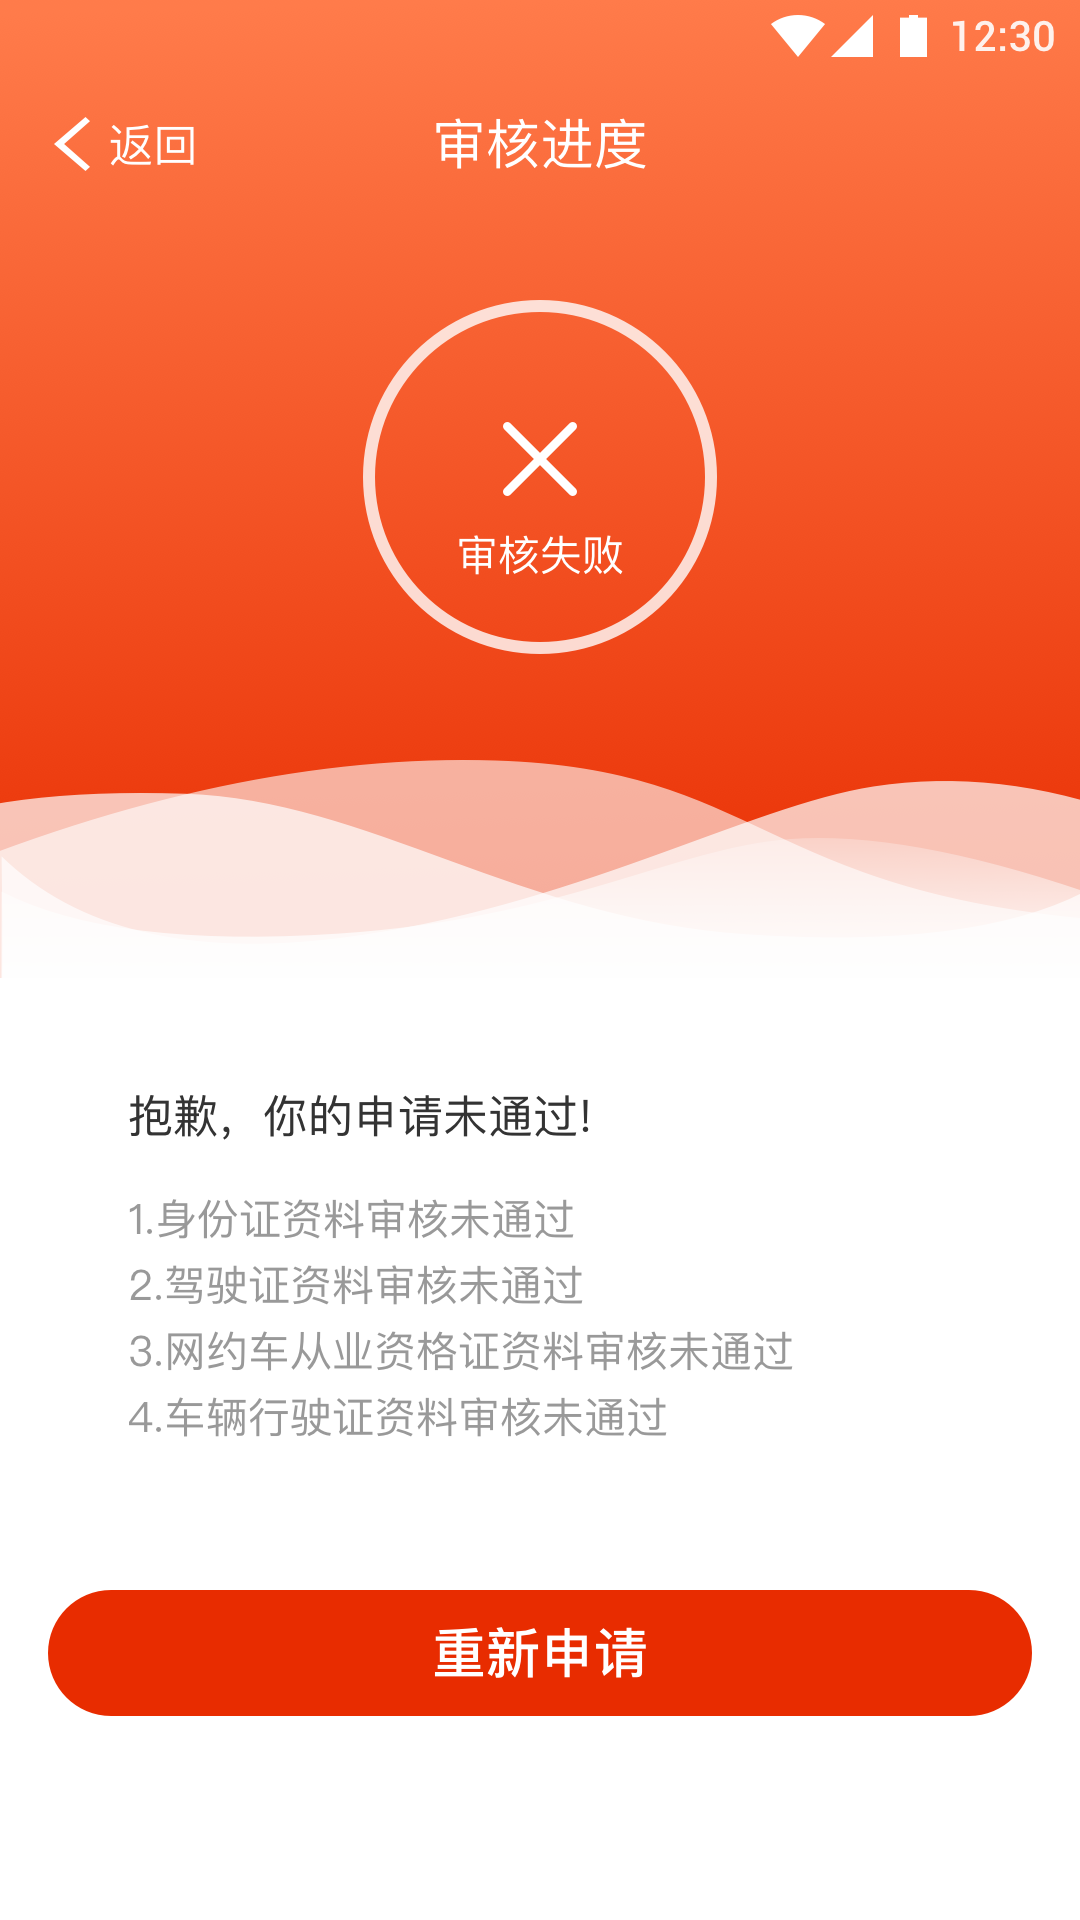 12:30
返回
审核进度
审核失败
抱歉，你的申请未通过!
1.身份证资料审核未通过
2.驾驶证资料审核未通过
3.网约车从业资格证资料审核未通过
4.车辆行驶证资料审核未通过
重新申请